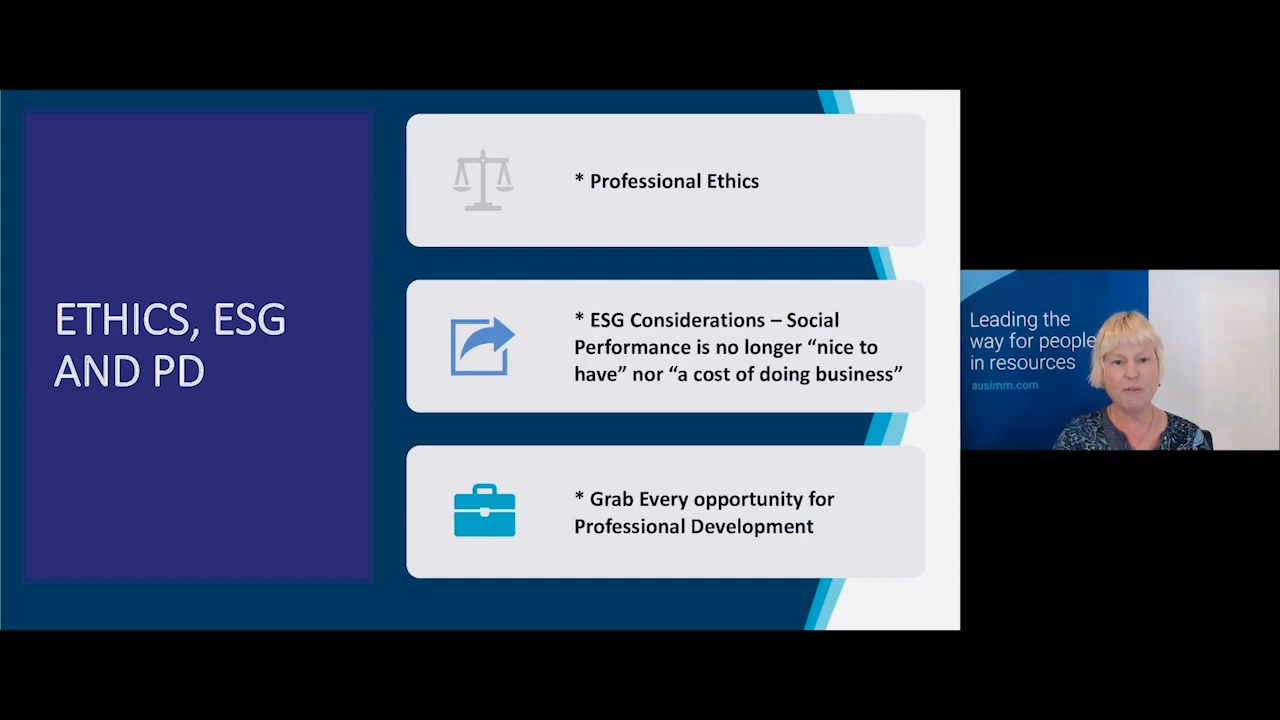 ETHICS, ESG
AND PD
* Professional Ethics
* ESG Considerations – Social
Performance is no longer “nice to
have” nor “a cost of doing business”
* Grab Every opportunity for
Professional Development
Leading the
way for people
in resources
ausimm.com